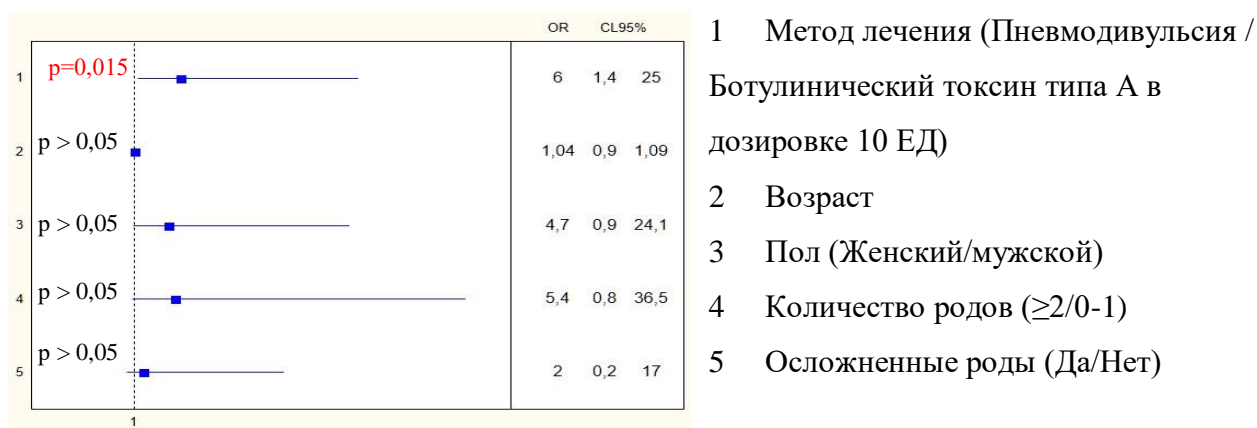 OR CL95%
1 p=0,015 6 1,4 25
2 p > 0,05 1,04 0,9 1,09
3 p > 0,05 4,7 0,9 24,1
4 p > 0,05 5,4 0,8 36,5
5 p > 0,05 2 0,2 17
1
1 Метод лечения (Пневмодивульсия /
Ботулинический токсин типа А в
дозировке 10 ЕД)
2 Возраст
3 Пол (Женский/мужской)
4 Количество родов (≥2/0-1)
5 Осложненные роды (Да/Нет)